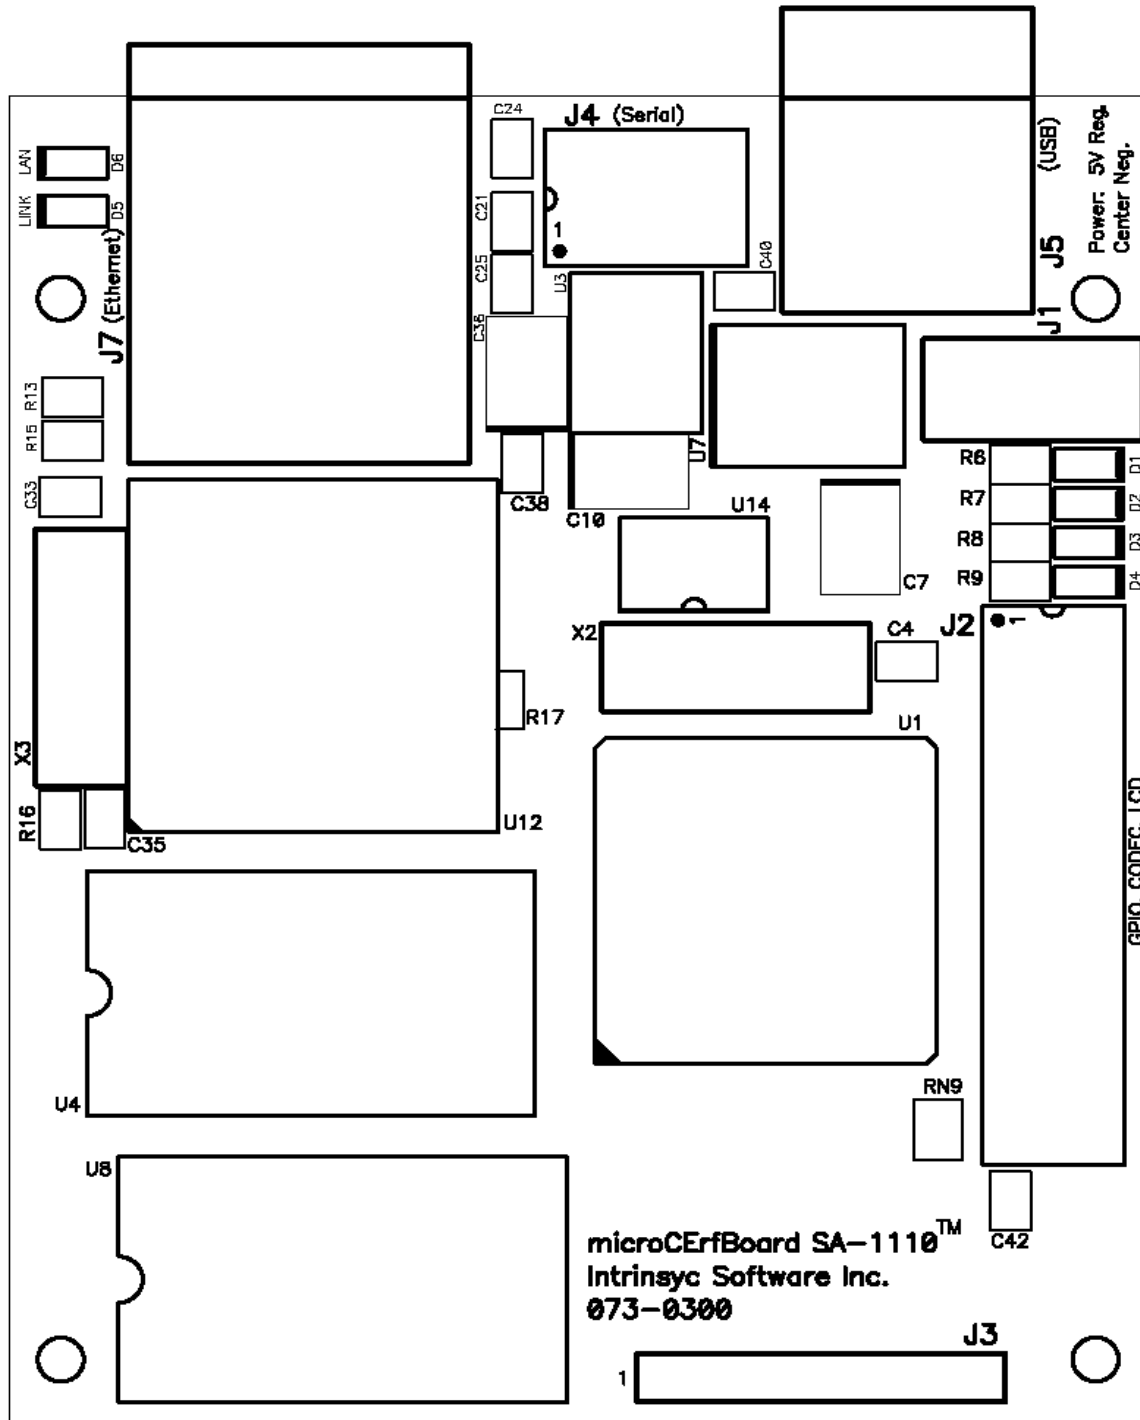 C24
J4 (Serial)
LAN
D6
LINK
D5
C21
1
(USB)
Power: 5V Reg.
Center Neg.
C25
U3
C40
J5
J7 (Ethernet)
C36
J1
R13
R15
U7
R6
D1
C33
C38
C10
U14
R7
D2
R8
D3
R9
D4
C7
X2
C4
J2
1
R17
U1
X3
R16
C35
U12
GPIO, CODEC, LCD
U4
RN9
U8
C42
microCErfBoard SA-1110™
Intrinsyc Software Inc.
073-0300
J3
1